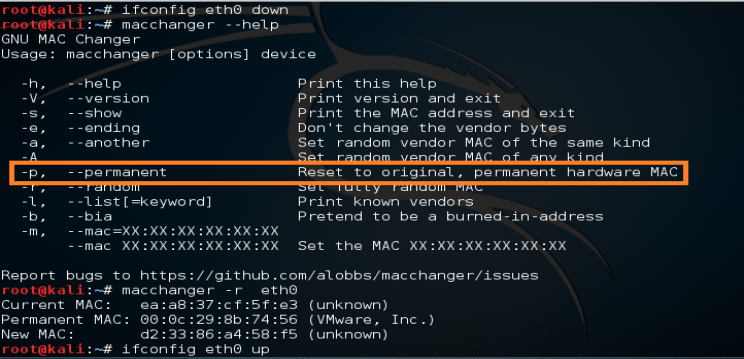 root@kali:~# ifconfig eth0 down
root@kali:~# macchanger --help
GNU MAC Changer
Usage: macchanger [options] device
-h,  --help                   Print this help
-V,  --version                Print version and exit
-s,  --show                   Print the MAC address and exit
-e,  --ending                 Don't change the vendor bytes
-a,  --another                Set random vendor MAC of the same kind
-A                            Set random vendor MAC of any kind
-p,  --permanent              Reset to original, permanent hardware MAC
-r,  --random                 Set fully random MAC
-l,  --list[=keyword]         Print known vendors
-b,  --bia                    Pretend to be a burned-in-address
-m,  --mac=XX:XX:XX:XX:XX:XX
--mac XX:XX:XX:XX:XX:XX  Set the MAC XX:XX:XX:XX:XX:XX
Report bugs to https://github.com/alobbs/macchanger/issues
root@kali:~# macchanger -r  eth0
Current MAC:   ea:a8:37:cf:5f:e3 (unknown)
Permanent MAC: 00:0c:29:8b:74:56 (VMware, Inc.)
New MAC:       d2:33:86:a4:58:f5 (unknown)
root@kali:~# ifconfig eth0 up